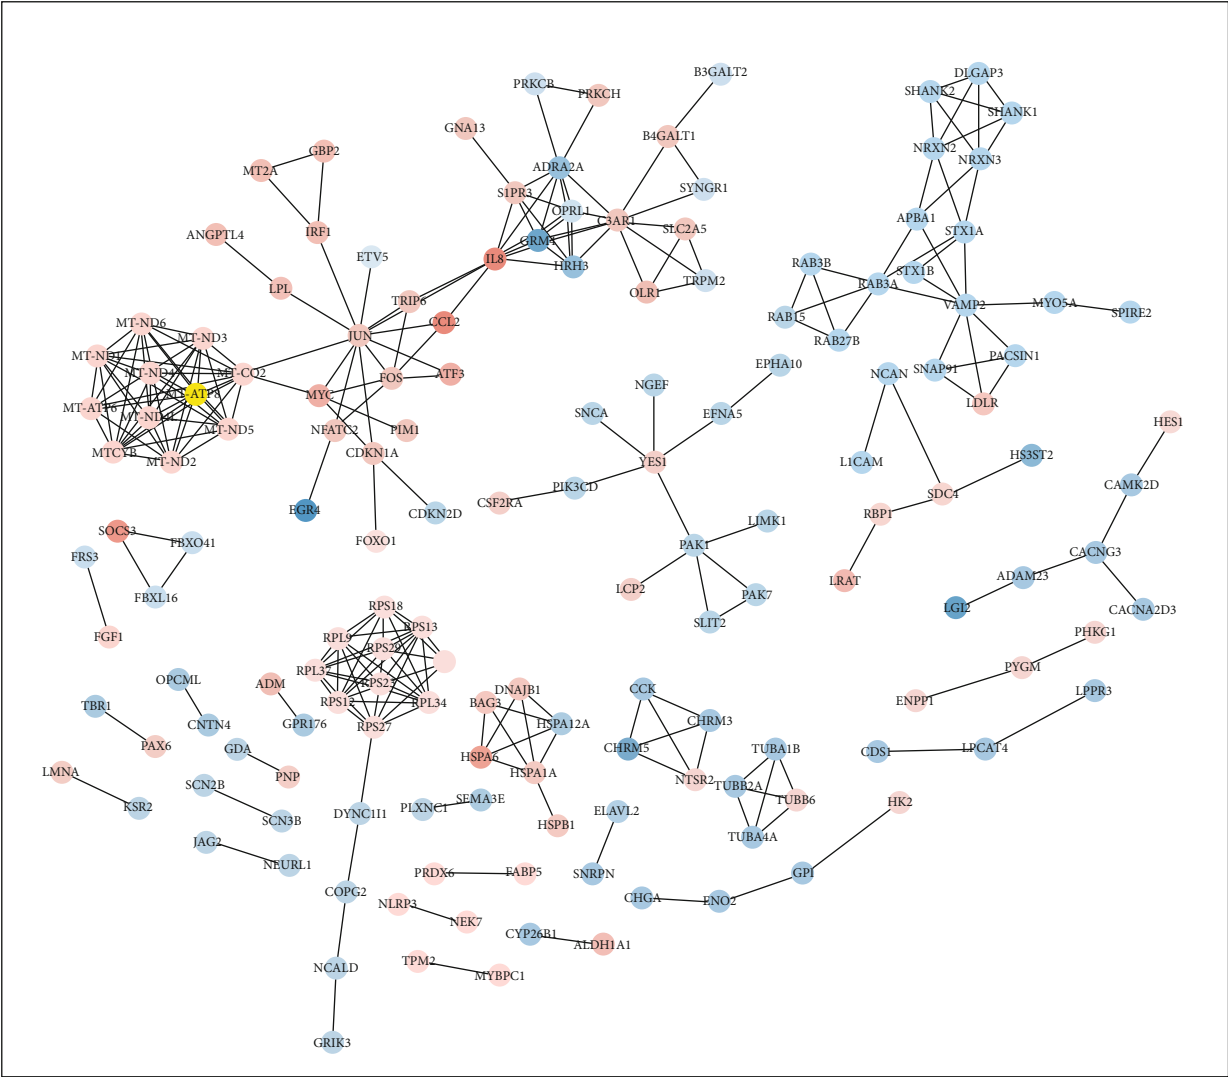 B3GALT2
DLGAP3
PRKCB
SHANK2
PRKCH
SHANK1
GNA13
B4GALT1
NRXN2
GBP2
NRXN3
MT2A
ADRA2A
S1PR3
SYNGR1
OPRL1
C3AR1
APBA1
SLC2A5
IRF1
STX1A
ANGPTL4
GRM4
ETV5
IL8
HRH3
RAB3B
STX1B
TRPM2
RAB3A
LPL
OLR1
TRIP6
MYO5A
VAMP2
SPIRE2
RAB15
MT-ND6
CCL2
MT-ND3
JUN
RAB27B
MT-ND1
PACSIN1
EPHA10
SNAP91
MT-ND4
MT-CO2
NCAN
ATF3
FOS
NGEF
MT-ATP8
MYC
LDLR
MT-ATP6
SNCA
EFNA5
HES1
MT-ND5
NFATC2
PIM1
MTCYB
CDKN1A
MT-ND2
YES1
L1CAM
HS3ST2
PIK3CD
CAMK2D
CSF2RA
SDC4
EGR4
CDKN2D
RBP1
LIMK1
SOCS3
FBXO41
FOXO1
PAK1
CACNG3
FRS3
ADAM23
LRAT
LCP2
PAK7
FBXL16
LGI2
CACNA2D3
RPS18
SLIT2
RPS13
PHKG1
FGF1
RPL9
RPS29
PYGM
RPL37
OPCML
ADM
RPS23
DNAJB1
CCK
LPPR3
ENPP1
RPS12
RPL34
BAG3
TBR1
CNTN4
GPR176
RPS27
HSPA12A
CHRM3
PAX6
GDA
CHRM5
TUBA1B
CDS1
LPCAT4
HSPA6
LMNA
PNP
HSPA1A
NTSR2
SCN2B
TUBB2A
TUBB6
SEMA3E
HK2
KSR2
PLXNC1
DYNC1I1
ELAVL2
SCN3B
HSPB1
TUBA4A
JAG2
NEURL1
PRDX6
FABP5
SNRPN
GPI
COPG2
CHGA
ENO2
NLRP3
NEK7
CYP26B1
ALDH1A1
TPM2
NCALD
MYBPC1
GRIK3